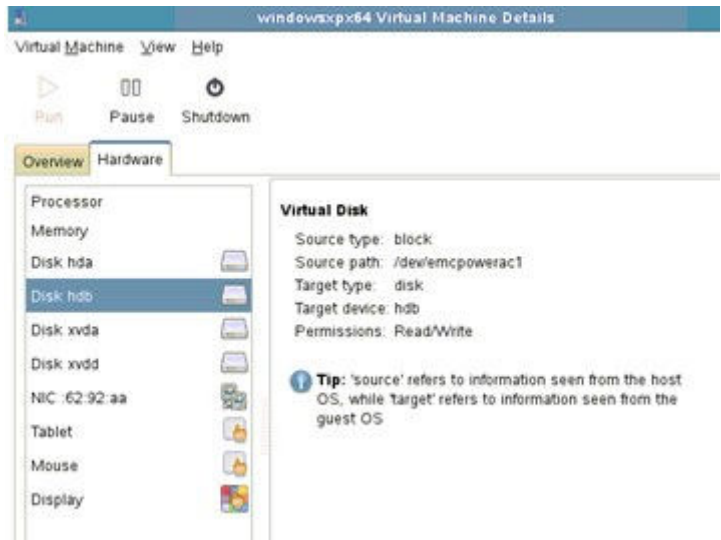 windowsxpx64 Virtual Machine Details
Virtual Machine View Help
Run Pause Shutdown
Overview Hardware
Processor
Memory
Disk hda
Disk hdb
Disk xvda
Disk xvdd
NIC :62:92:aa
Tablet
Mouse
Display
Virtual Disk
Source type: block
Source path: /dev/emcpowerac1
Target type: disk
Target device: hdb
Permissions: Read/Write
Tip: 'source' refers to information seen from the host
OS, while 'target' refers to information seen from the
guest OS